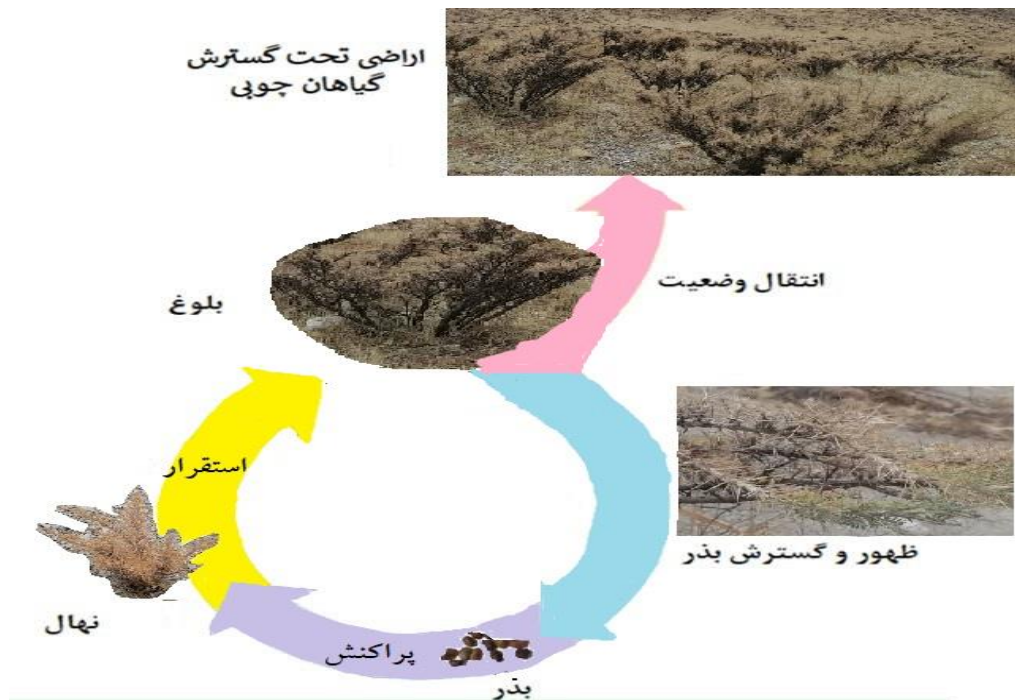 اراضی تحت گسترش
گیاهان چوبی
انتقال وضعیت
بلوغ
استقرار
ظهور و گسترش بذر
نهال
پراکنش
بذر